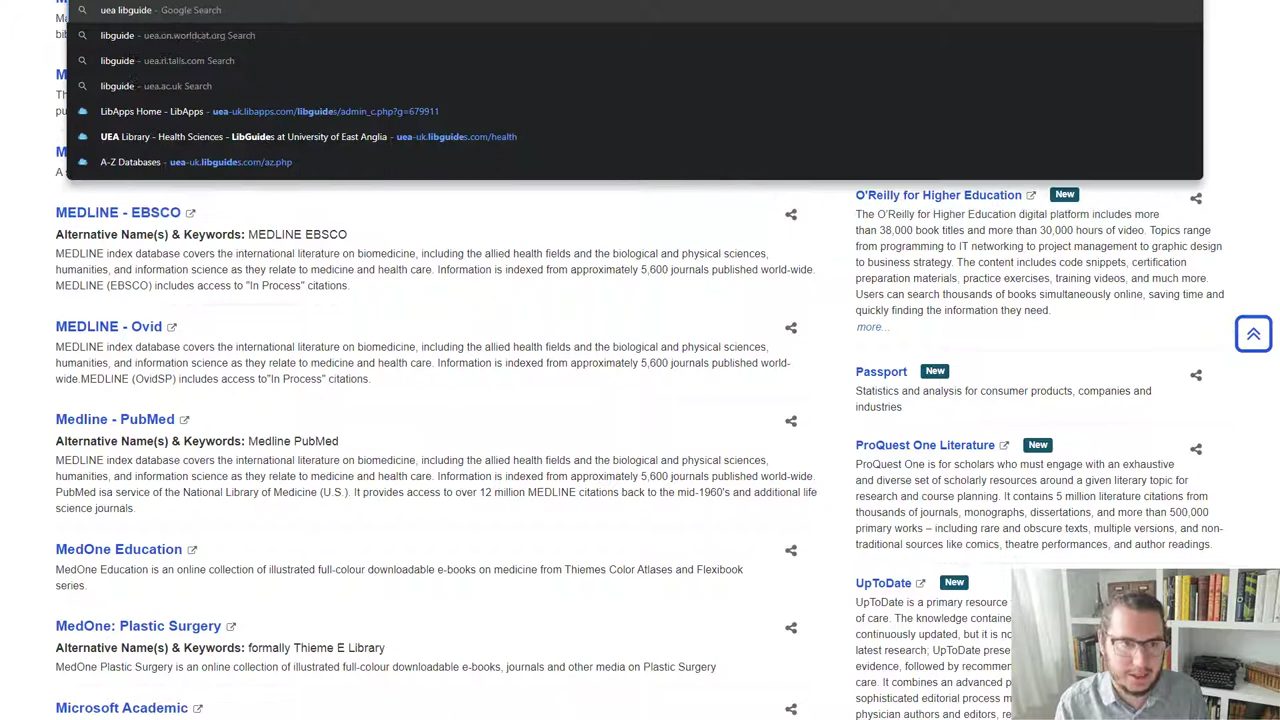 uea libguide - Google Search
libguide - uea.on.worldcat.org Search
libguide - uea.rl.talis.com Search
libguide - uea.ac.uk Search
LibApps Home - LibApps - uea-uk.libapps.com/libguides/admin_c.php?g=679911
UEA Library - Health Sciences - LibGuides at University of East Anglia - uea-uk.libguides.com/health
A-Z Databases - uea-uk.libguides.com/az.php
MEDLINE - EBSCO
Alternative Name(s) & Keywords: MEDLINE EBSCO
MEDLINE index database covers the international literature on biomedicine, including the allied health fields and the biological and physical sciences,
humanities, and information science as they relate to medicine and health care. Information is indexed from approximately 5,600 journals published world-wide.
MEDLINE (EBSCO) includes access to "In Process" citations.
MEDLINE - Ovid
MEDLINE index database covers the international literature on biomedicine, including the allied health fields and the biological and physical sciences,
humanities, and information science as they relate to medicine and health care. Information is indexed from approximately 5,600 journals published world-
wide.MEDLINE (OvidSP) includes access to"In Process" citations.
Medline - PubMed
Alternative Name(s) & Keywords: Medline PubMed
MEDLINE index database covers the international literature on biomedicine, including the allied health fields and the biological and physical sciences,
humanities, and information science as they relate to medicine and health care. Information is indexed from approximately 5,600 journals published world-wide.
PubMed isa service of the National Library of Medicine (U.S.). It provides access to over 12 million MEDLINE citations back to the mid-1960's and additional life
science journals.
MedOne Education
MedOne Education is an online collection of illustrated full-colour downloadable e-books on medicine from Thiemes Color Atlases and Flexibook
series.
MedOne: Plastic Surgery
Alternative Name(s) & Keywords: formally Thieme E Library
MedOne Plastic Surgery is an online collection of illustrated full-colour downloadable e-books, journals and other media on Plastic Surgery
Microsoft Academic
O'Reilly for Higher Education New
The O'Reilly for Higher Education digital platform includes more
than 38,000 book titles and more than 30,000 hours of video. Topics range
from programming to IT networking to project management to graphic design
to business strategy. The content includes code snippets, certification
preparation materials, practice exercises, training videos, and much more.
Users can search thousands of books simultaneously online, saving time and
quickly finding the information they need.
more...
Passport New
Statistics and analysis for consumer products, companies and
industries
ProQuest One Literature New
ProQuest One is for scholars who must engage with an exhaustive
and diverse set of scholarly resources around a given literary topic for
research and course planning. It contains 5 million literature citations from
thousands of journals, monographs, dissertations, and more than 500,000
primary works – including rare and obscure texts, multiple versions, and non-
traditional sources like comics, theatre performances, and author readings.
UpToDate New
UpToDate is a primary resource
of care. The knowledge
continuously updated, but it is
latest research; UpToDate
evidence, followed by
care. It combines an advanced
sophisticated editorial process
physician authors and editors,